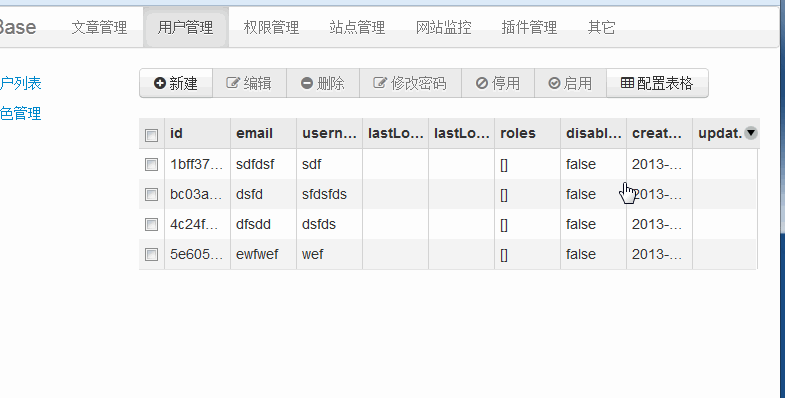 Base 文章管理 用户管理 权限管理 站点管理 网站监控 插件管理 其它
户列表
色管理
新建 编辑 删除 修改密码 停用 启用 配置表格
id email usern... lastLo... lastLo... roles disabl... creat... updat.
1bff37... sdfdsf sdf [] false 2013-...
bc03a... dsfd sfdsfds [] false 2013-...
4c24f... dfsdd dsfds [] false 2013-...
5e605... ewfwef wef [] false 2013-...